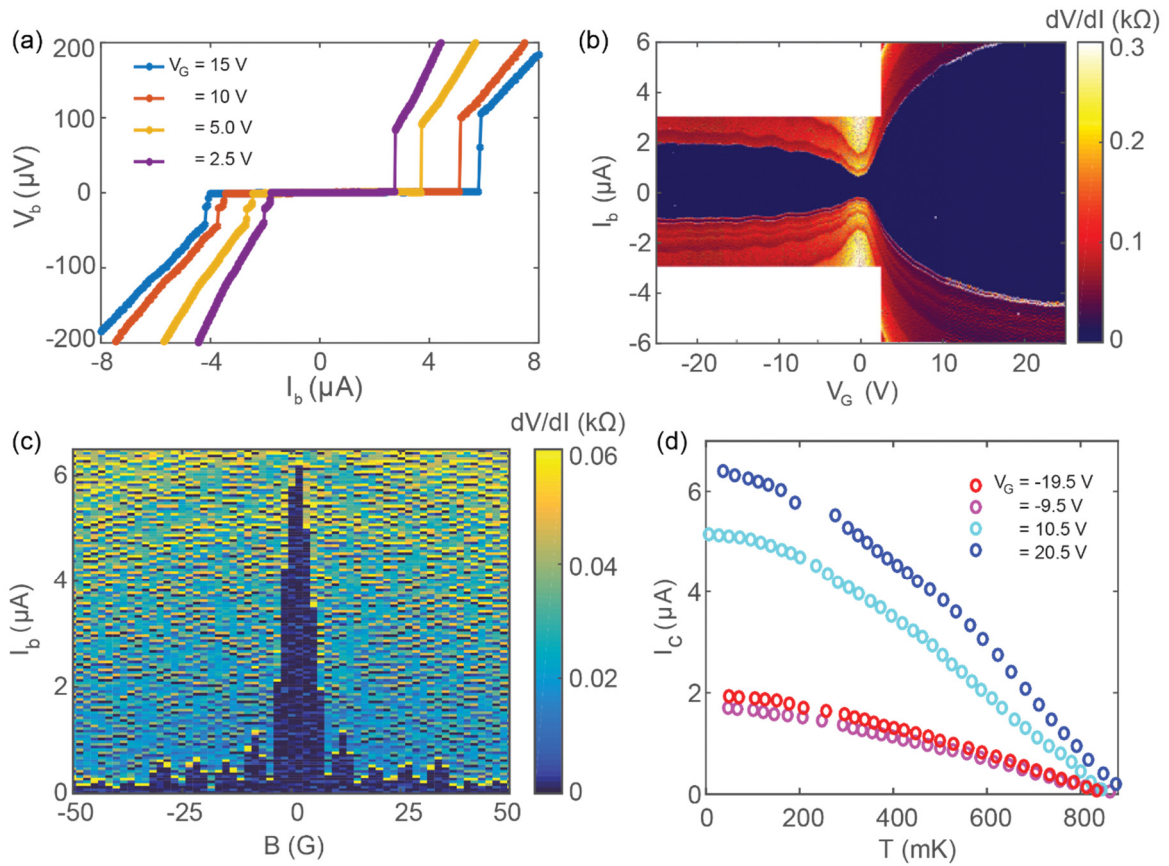 (a)
200
100
0
-100
-200
V_b (µV)
V_G = 15 V
= 10 V
= 5.0 V
= 2.5 V
-8
-4
0
4
8
I_b (µA)
(b)
dV/dI (kΩ)
6
4
2
0
-2
-4
-6
I_b (µA)
-20
-10
0
10
20
V_G (V)
0.3
0.2
0.1
0
(c)
dV/dI (kΩ)
6
4
2
0
I_b (µA)
-50
-25
0
25
50
B (G)
0.06
0.04
0.02
0
(d)
6
4
2
0
I_C (µA)
V_G = -19.5 V
= -9.5 V
= 10.5 V
= 20.5 V
0
200
400
600
800
T (mK)